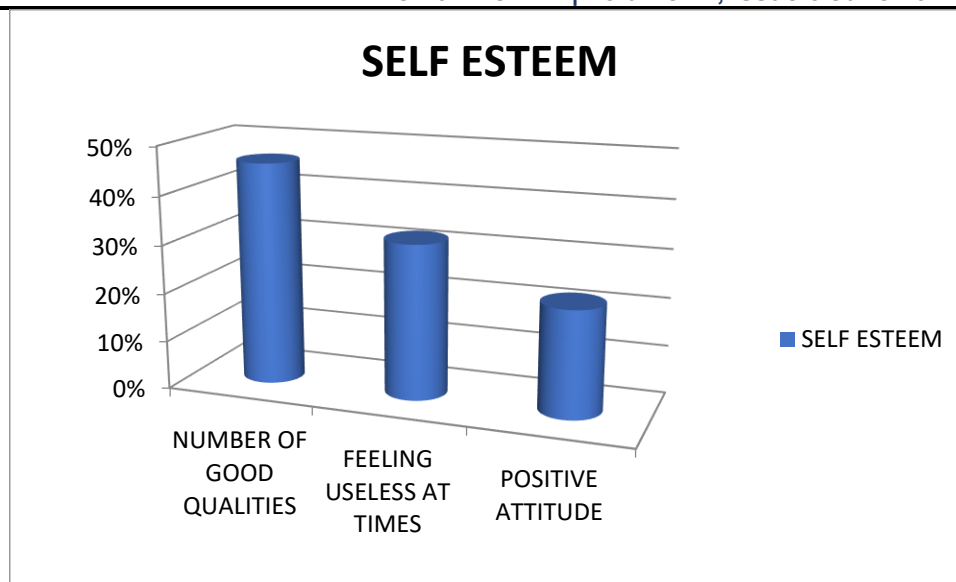 SELF ESTEEM
50%
40%
30%
20%
10%
0%
NUMBER OF
GOOD
QUALITIES
FEELING
USELESS AT
TIMES
POSITIVE
ATTITUDE
SELF ESTEEM